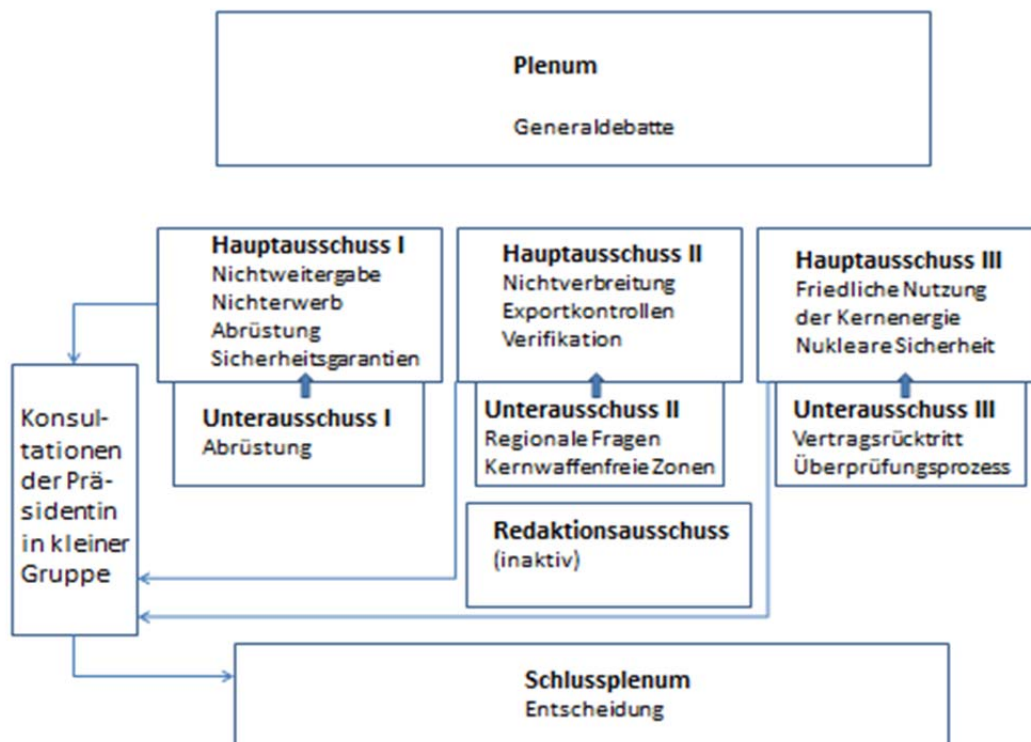 Plenum
Generaldebatte
Hauptausschuss I
Nichtweitergabe
Nichterwerb
Abrüstung
Sicherheitsgarantien
Hauptausschuss II
Nichtverbreitung
Exportkontrollen
Verifikation
Hauptausschuss III
Friedliche Nutzung
der Kernenergie
Nukleare Sicherheit
Unterausschuss I
Abrüstung
Unterausschuss II
Regionale Fragen
Kernwaffenfreie Zonen
Unterausschuss III
Vertragsrücktritt
Überprüfungsprozess
Konsul-
tationen
der Prä-
sidentin
in kleiner
Gruppe
Redaktionsausschuss
(inaktiv)
Schlussplenum
Entscheidung